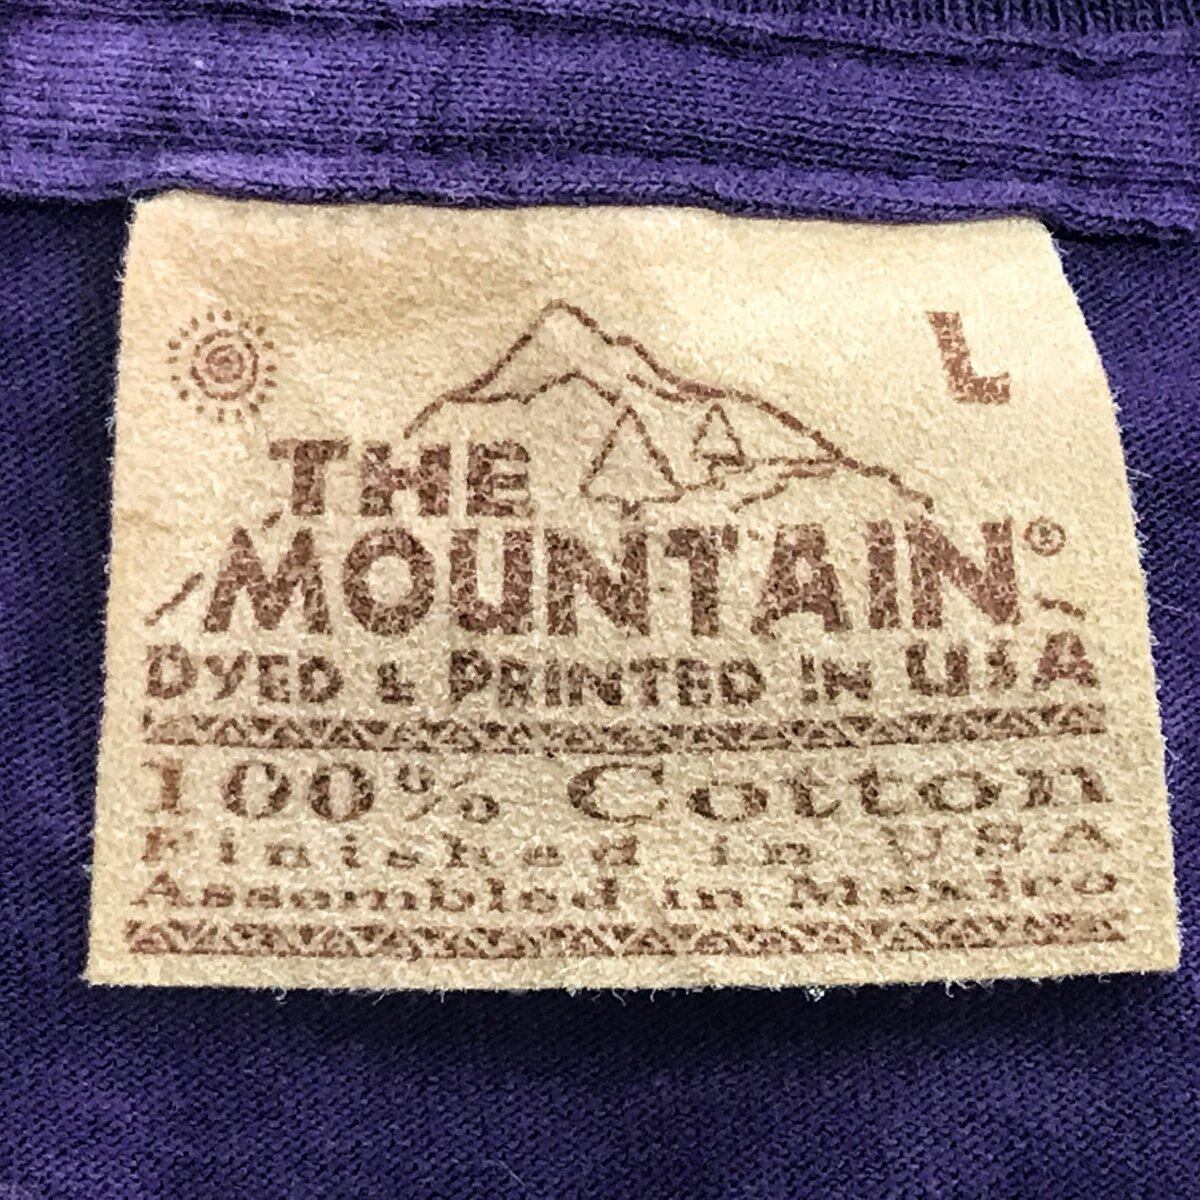 L
THE
MOUNTAIN®
DYED & PRINTED IN USA
100% Cotton
Finished in USA
Assembled in Mexico